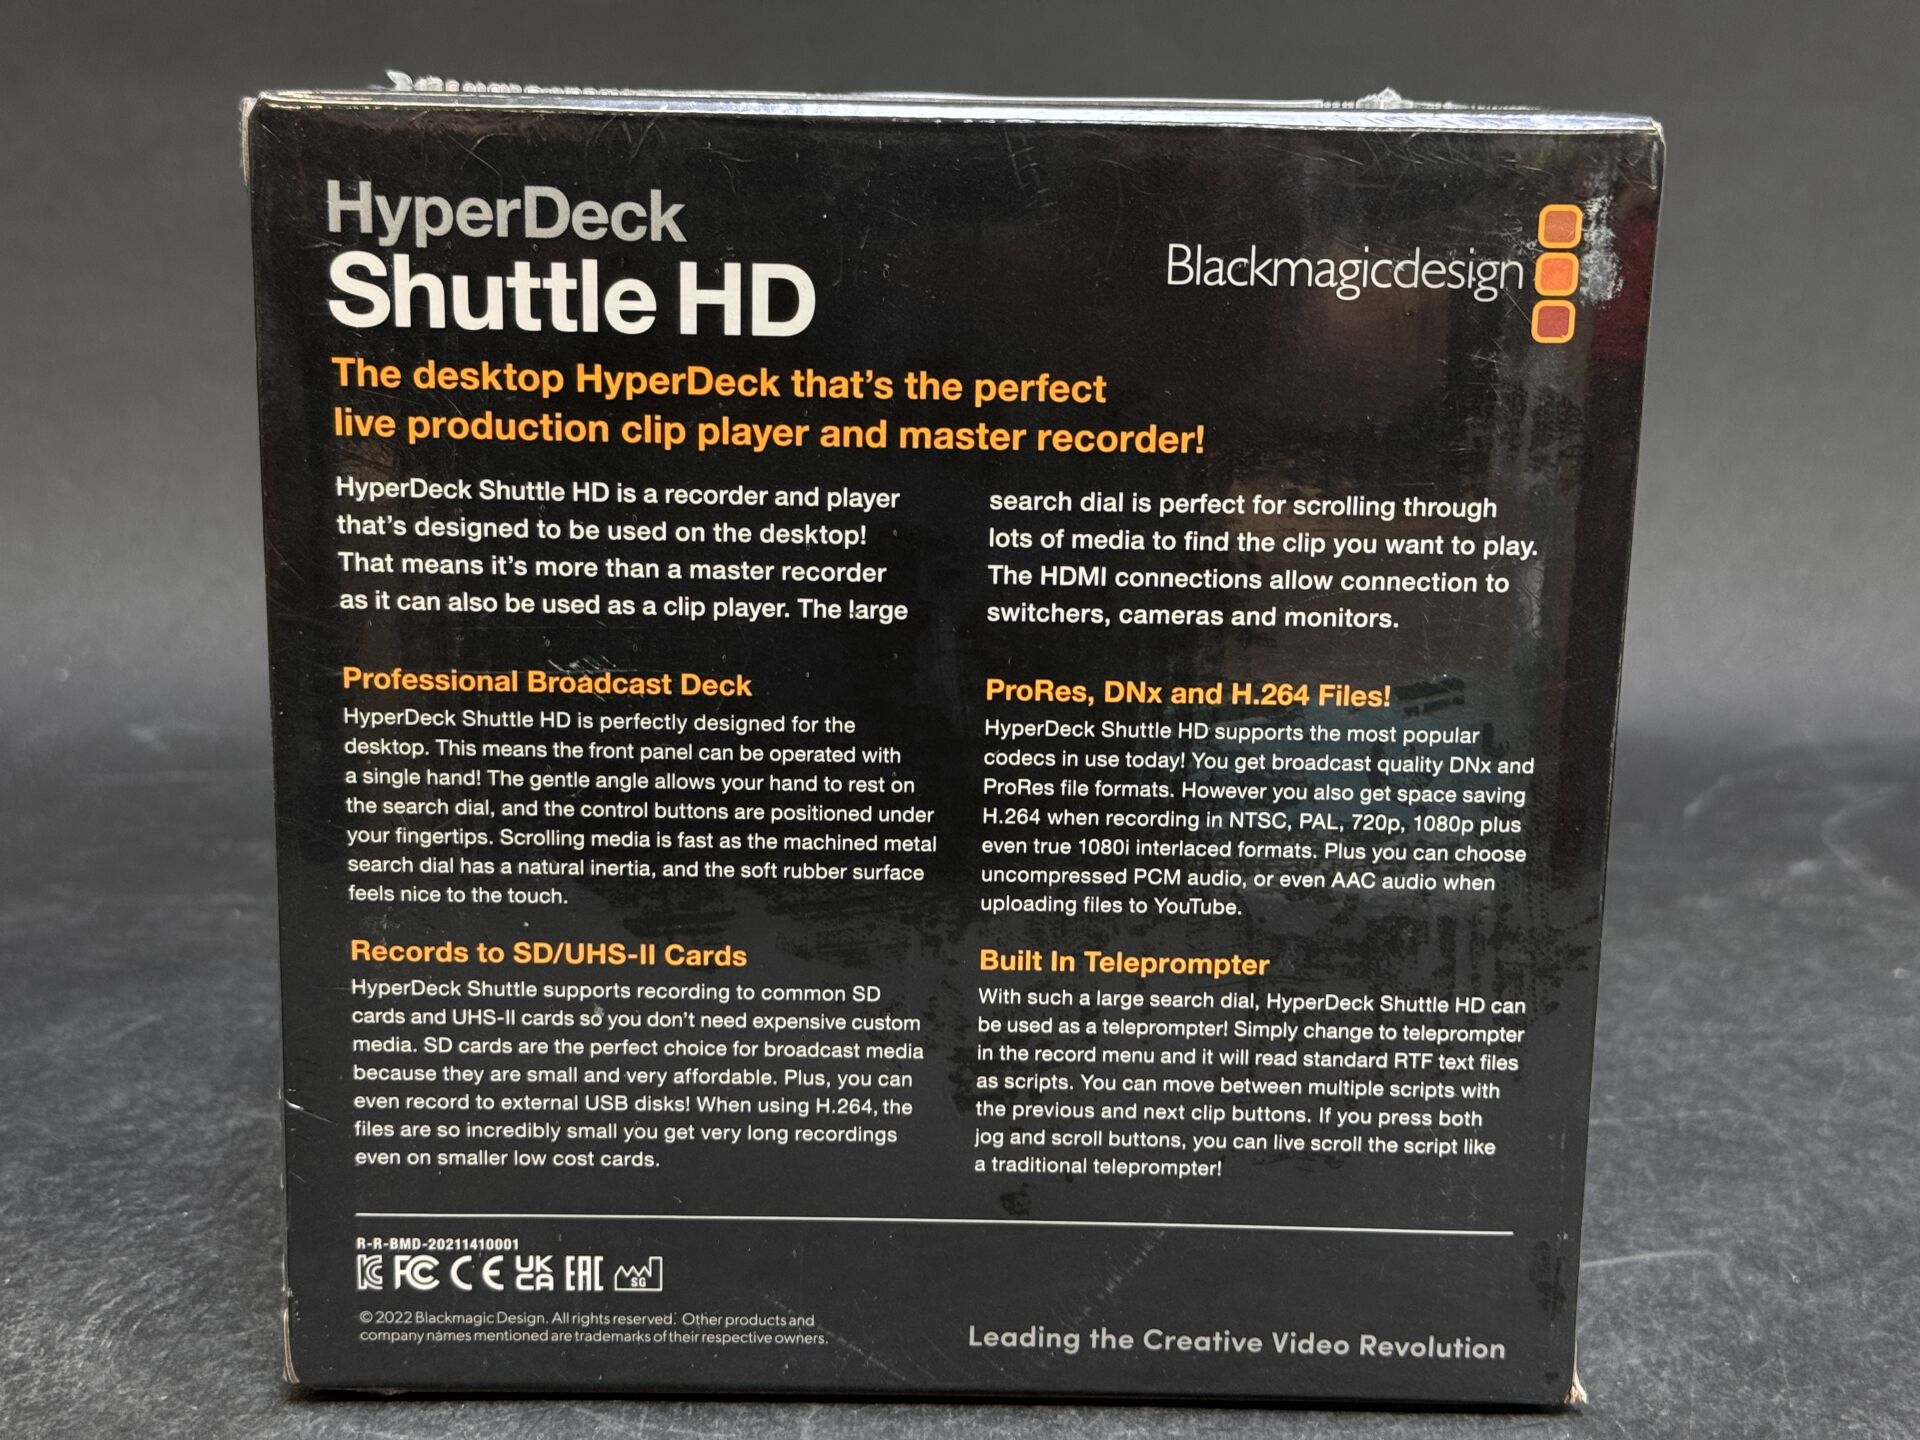 HyperDeck
Shuttle HD
Blackmagicdesign
The desktop HyperDeck that's the perfect
live production clip player and master recorder!
HyperDeck Shuttle HD is a recorder and player
that's designed to be used on the desktop!
That means it's more than a master recorder
as it can also be used as a clip player. The large
search dial is perfect for scrolling through
lots of media to find the clip you want to play.
The HDMI connections allow connection to
switchers, cameras and monitors.
Professional Broadcast Deck
HyperDeck Shuttle HD is perfectly designed for the
desktop. This means the front panel can be operated with
a single hand! The gentle angle allows your hand to rest on
the search dial, and the control buttons are positioned under
your fingertips. Scrolling media is fast as the machined metal
search dial has a natural inertia, and the soft rubber surface
feels nice to the touch.
ProRes, DNx and H.264 Files!
HyperDeck Shuttle HD supports the most popular
codecs in use today! You get broadcast quality DNx and
ProRes file formats. However you also get space saving
H.264 when recording in NTSC, PAL, 720p, 1080p plus
even true 1080i interlaced formats. Plus you can choose
uncompressed PCM audio, or even AAC audio when
uploading files to YouTube.
Records to SD/UHS-II Cards
HyperDeck Shuttle supports recording to common SD
cards and UHS-II cards so you don't need expensive custom
media. SD cards are the perfect choice for broadcast media
because they are small and very affordable. Plus, you can
even record to external USB disks! When using H.264, the
files are so incredibly small you get very long recordings
even on smaller low cost cards.
Built In Teleprompter
With such a large search dial, HyperDeck Shuttle HD can
be used as a teleprompter! Simply change to teleprompter
in the record menu and it will read standard RTF text files
as scripts. You can move between multiple scripts with
the previous and next clip buttons. If you press both
jog and scroll buttons, you can live scroll the script like
a traditional teleprompter!
R-R-BMD-20211410001
KC FC CE UK CA EAC SG
© 2022 Blackmagic Design. All rights reserved. Other products and
company names mentioned are trademarks of their respective owners.
Leading the Creative Video Revolution